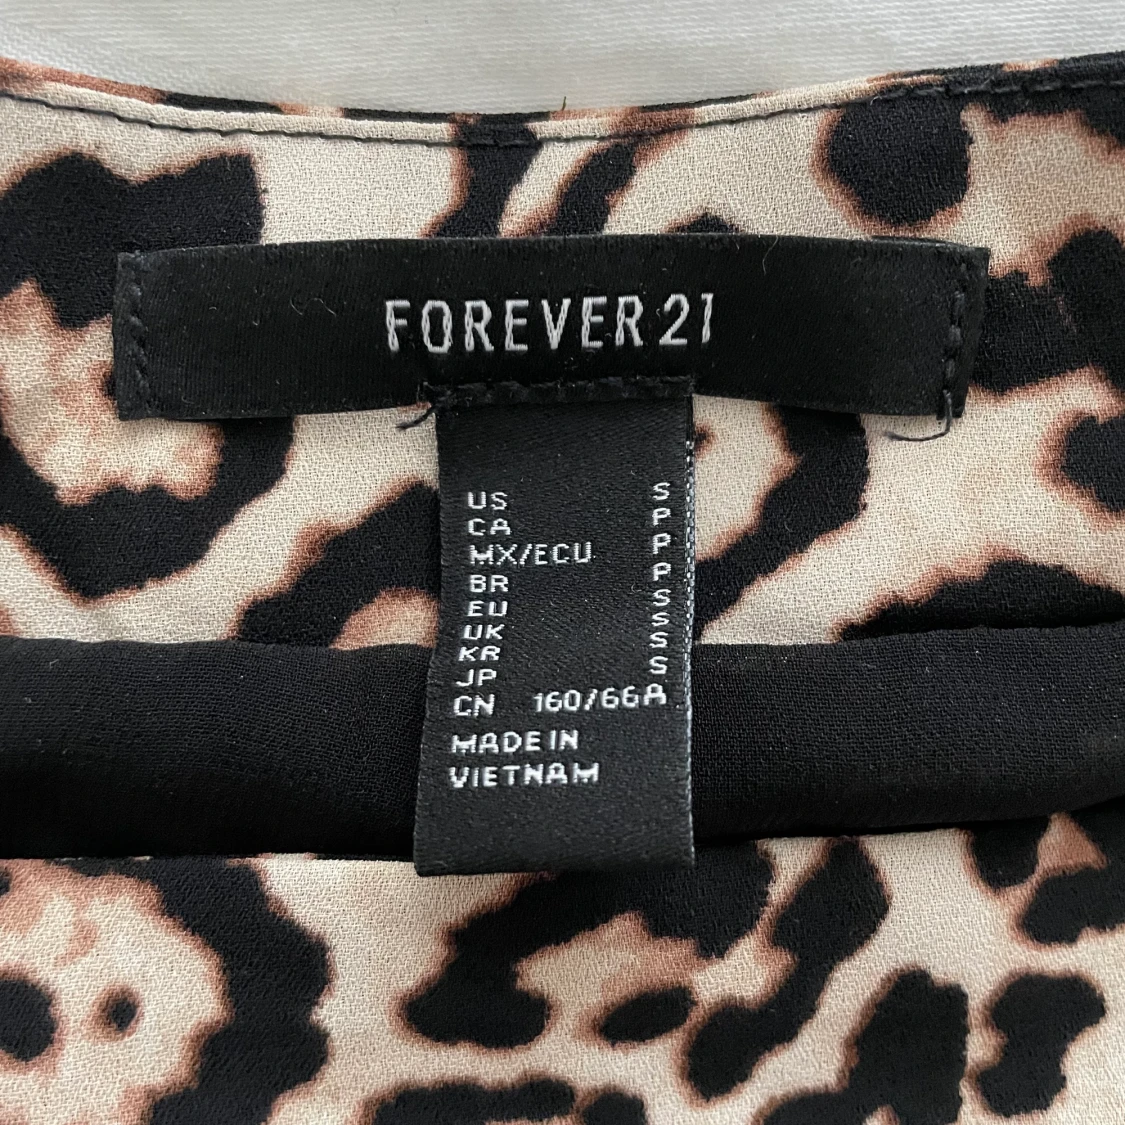 FOREVER 21
US S
CA P
MX/ECU P
BR P
EU S
UK S
KR S
JP S
CN 160/66A
MADE IN
VIETNAM